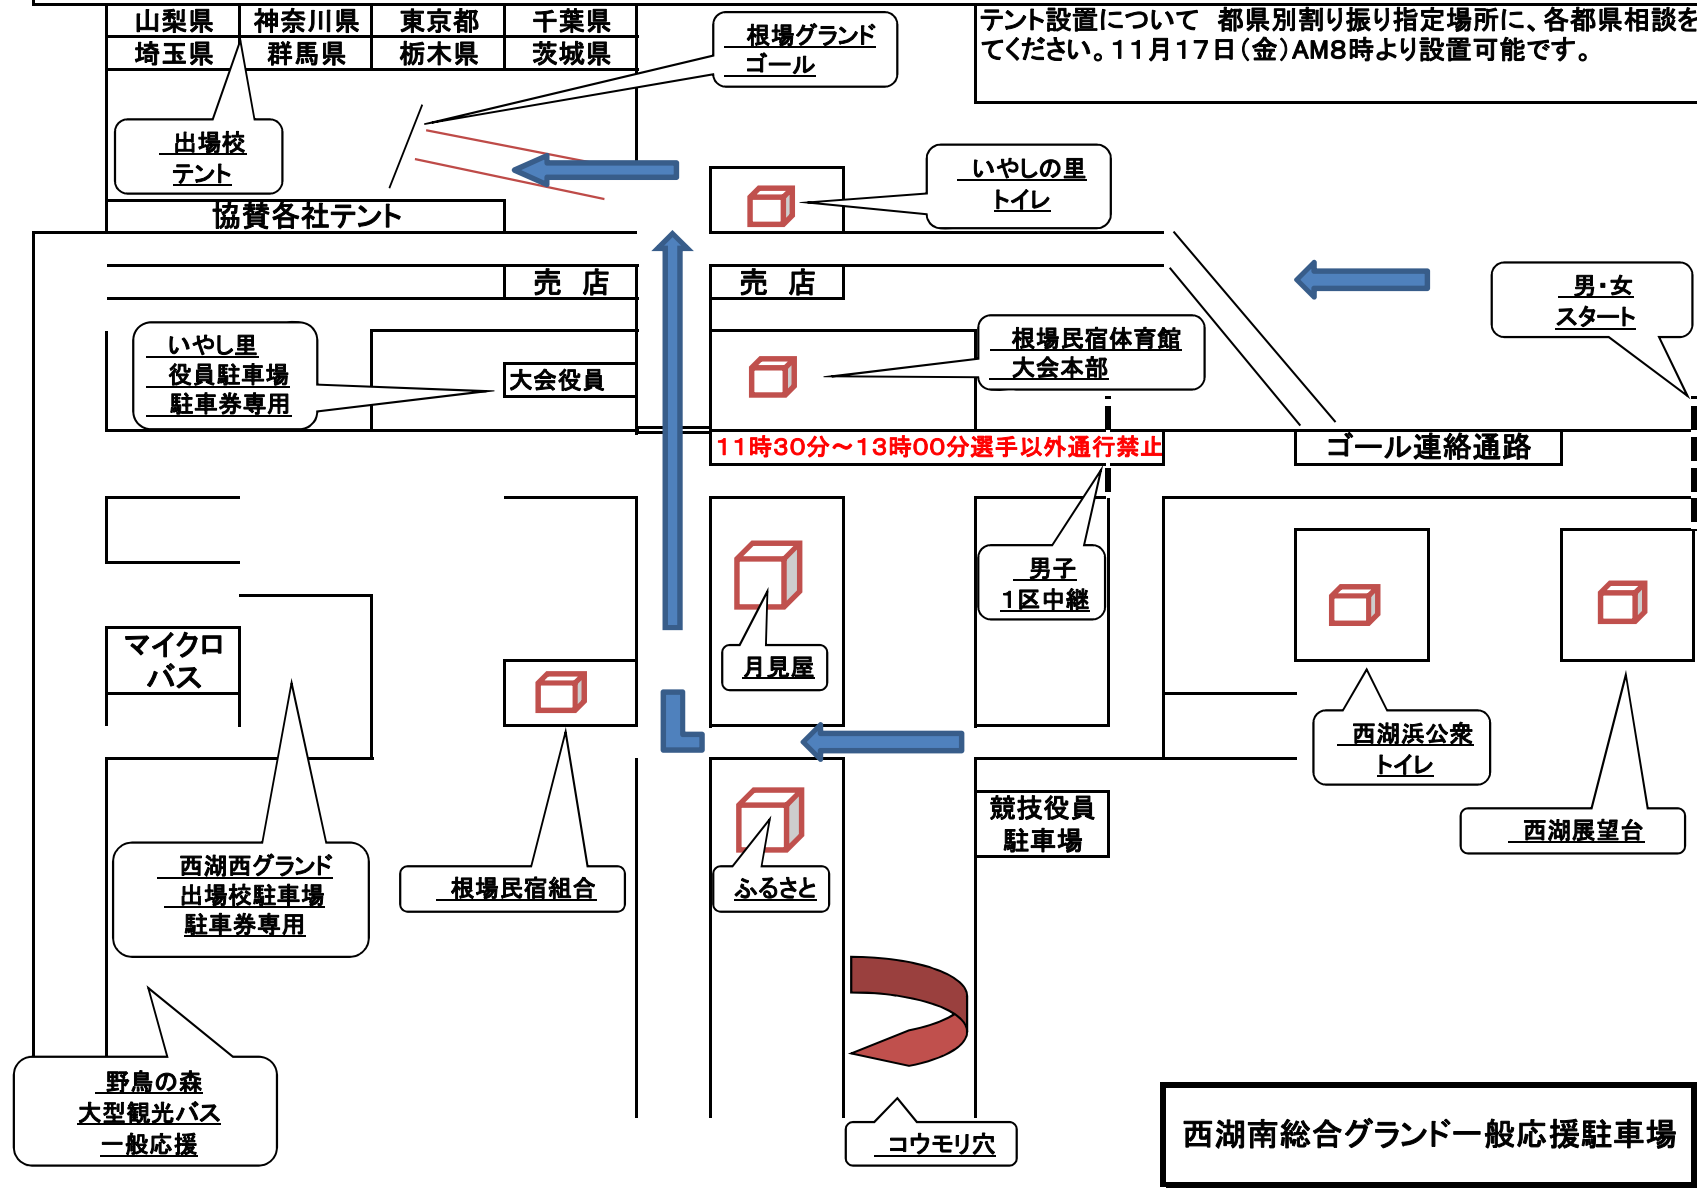 山梨県 神奈川県 東京都 千葉県
埼玉県 群馬県 栃木県 茨城県
根場グランド
ゴール
テント設置について 都県別割り振り指定場所に、各都県相談を
てください。11月17日(金)AM8時より設置可能です。
出場校
テント
いやしの里
トイレ
協賛各社テント
売 店
売 店
男・女
スタート
いやし里
役員駐車場
駐車券専用
大会役員
根場民宿体育館
大会本部
11時30分~13時00分選手以外通行禁止
ゴール連絡通路
男子
1区中継
マイクロ
バス
月見屋
西湖浜公衆
トイレ
競技役員
駐車場
西湖展望台
西湖西グランド
出場校駐車場
駐車券専用
根場民宿組合
ふるさと
野鳥の森
大型観光バス
一般応援
コウモリ穴
西湖南総合グランド一般応援駐車場